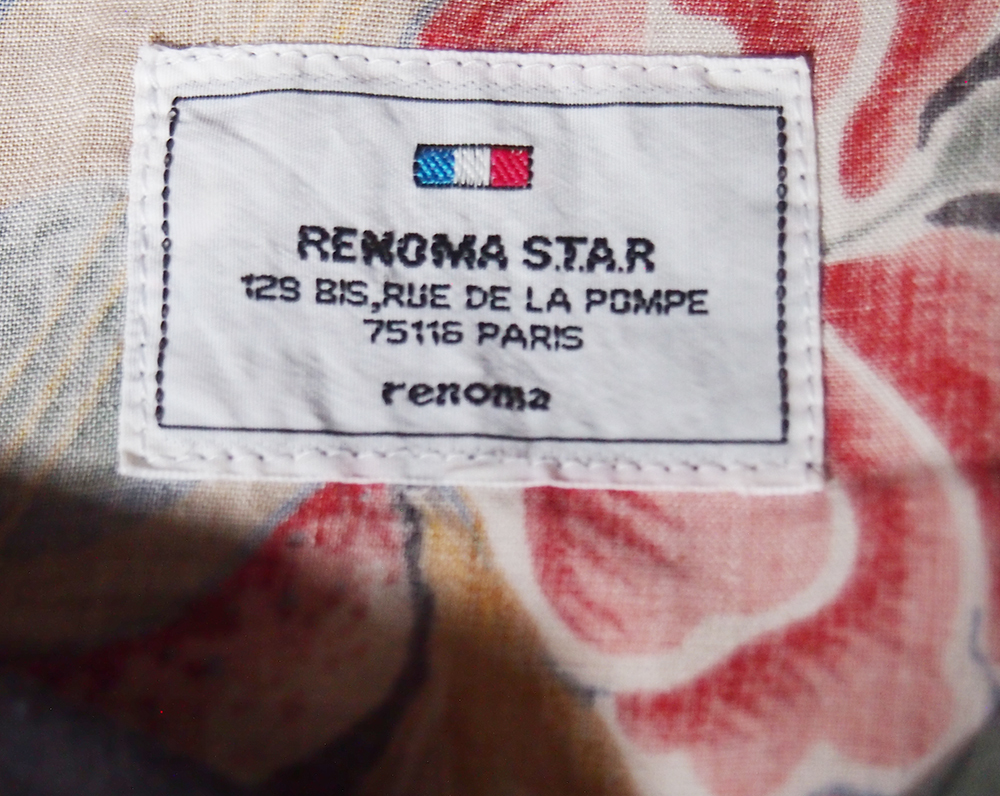 RENOMA S.T.A.R
129 BIS,RUE DE LA POMPE
75116 PARIS
renoma